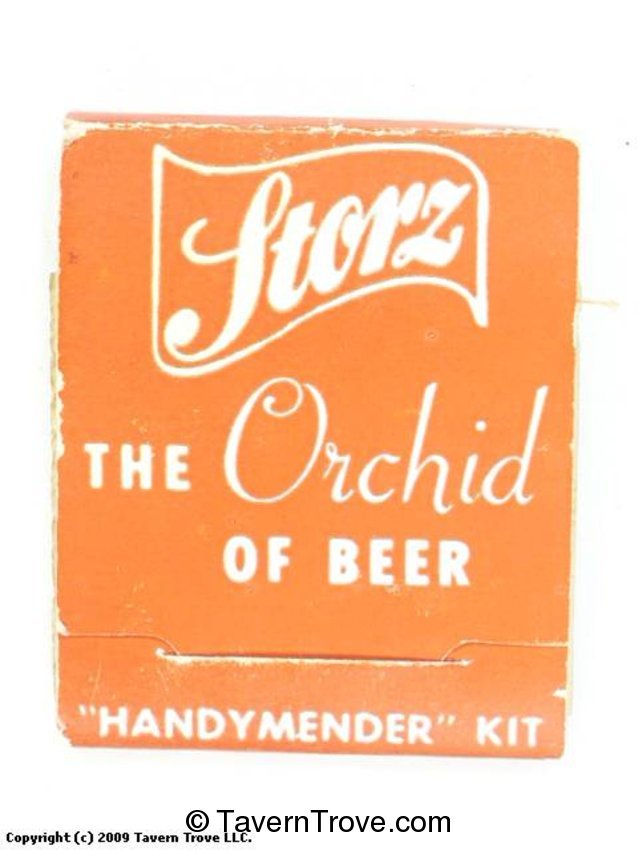 Storz
THE Orchid
OF BEER
"HANDYMENDER" KIT
© TavernTrove.com
Copyright (c) 2009 Tavern Trove LLC.